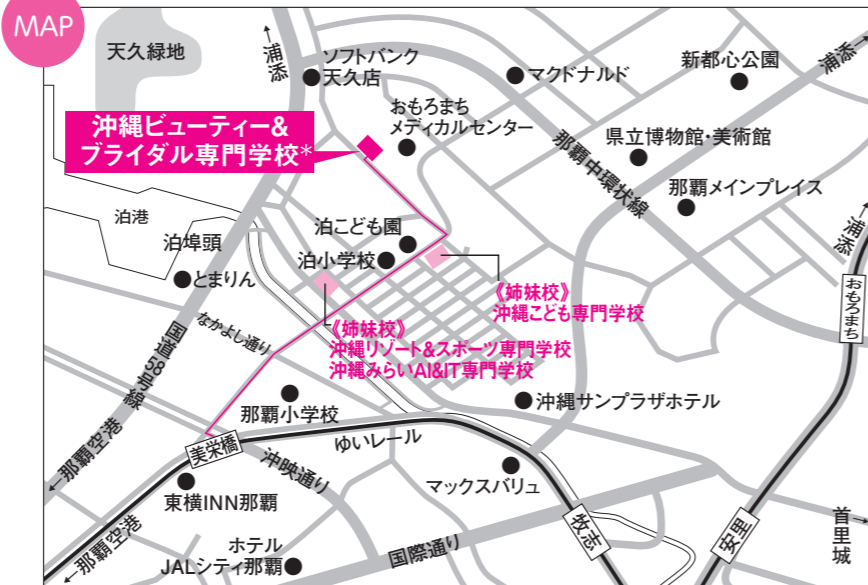 MAP
天久緑地
←浦添
ソフトバンク
天久店
マクドナルド
新都心公園
浦添→
おもろまち
メディカルセンター
沖縄ビューティー&
ブライダル専門学校*
那覇中環状線
県立博物館・美術館
那覇メインプレイス
泊港
泊埠頭
泊こども園
泊小学校
浦添→
とまりん
おもろまち
《姉妹校》
沖縄こども専門学校
なかよし通り
国道58号線
《姉妹校》
沖縄リゾート&スポーツ専門学校
沖縄みらいAI&IT専門学校
那覇小学校
沖縄サンプラザホテル
←那覇空港
美栄橋
ゆいレール
沖映通り
東横INN那覇
マックスバリュ
牧志
安里
首里城
←那覇空港
ホテル
JALシティ那覇
国際通り